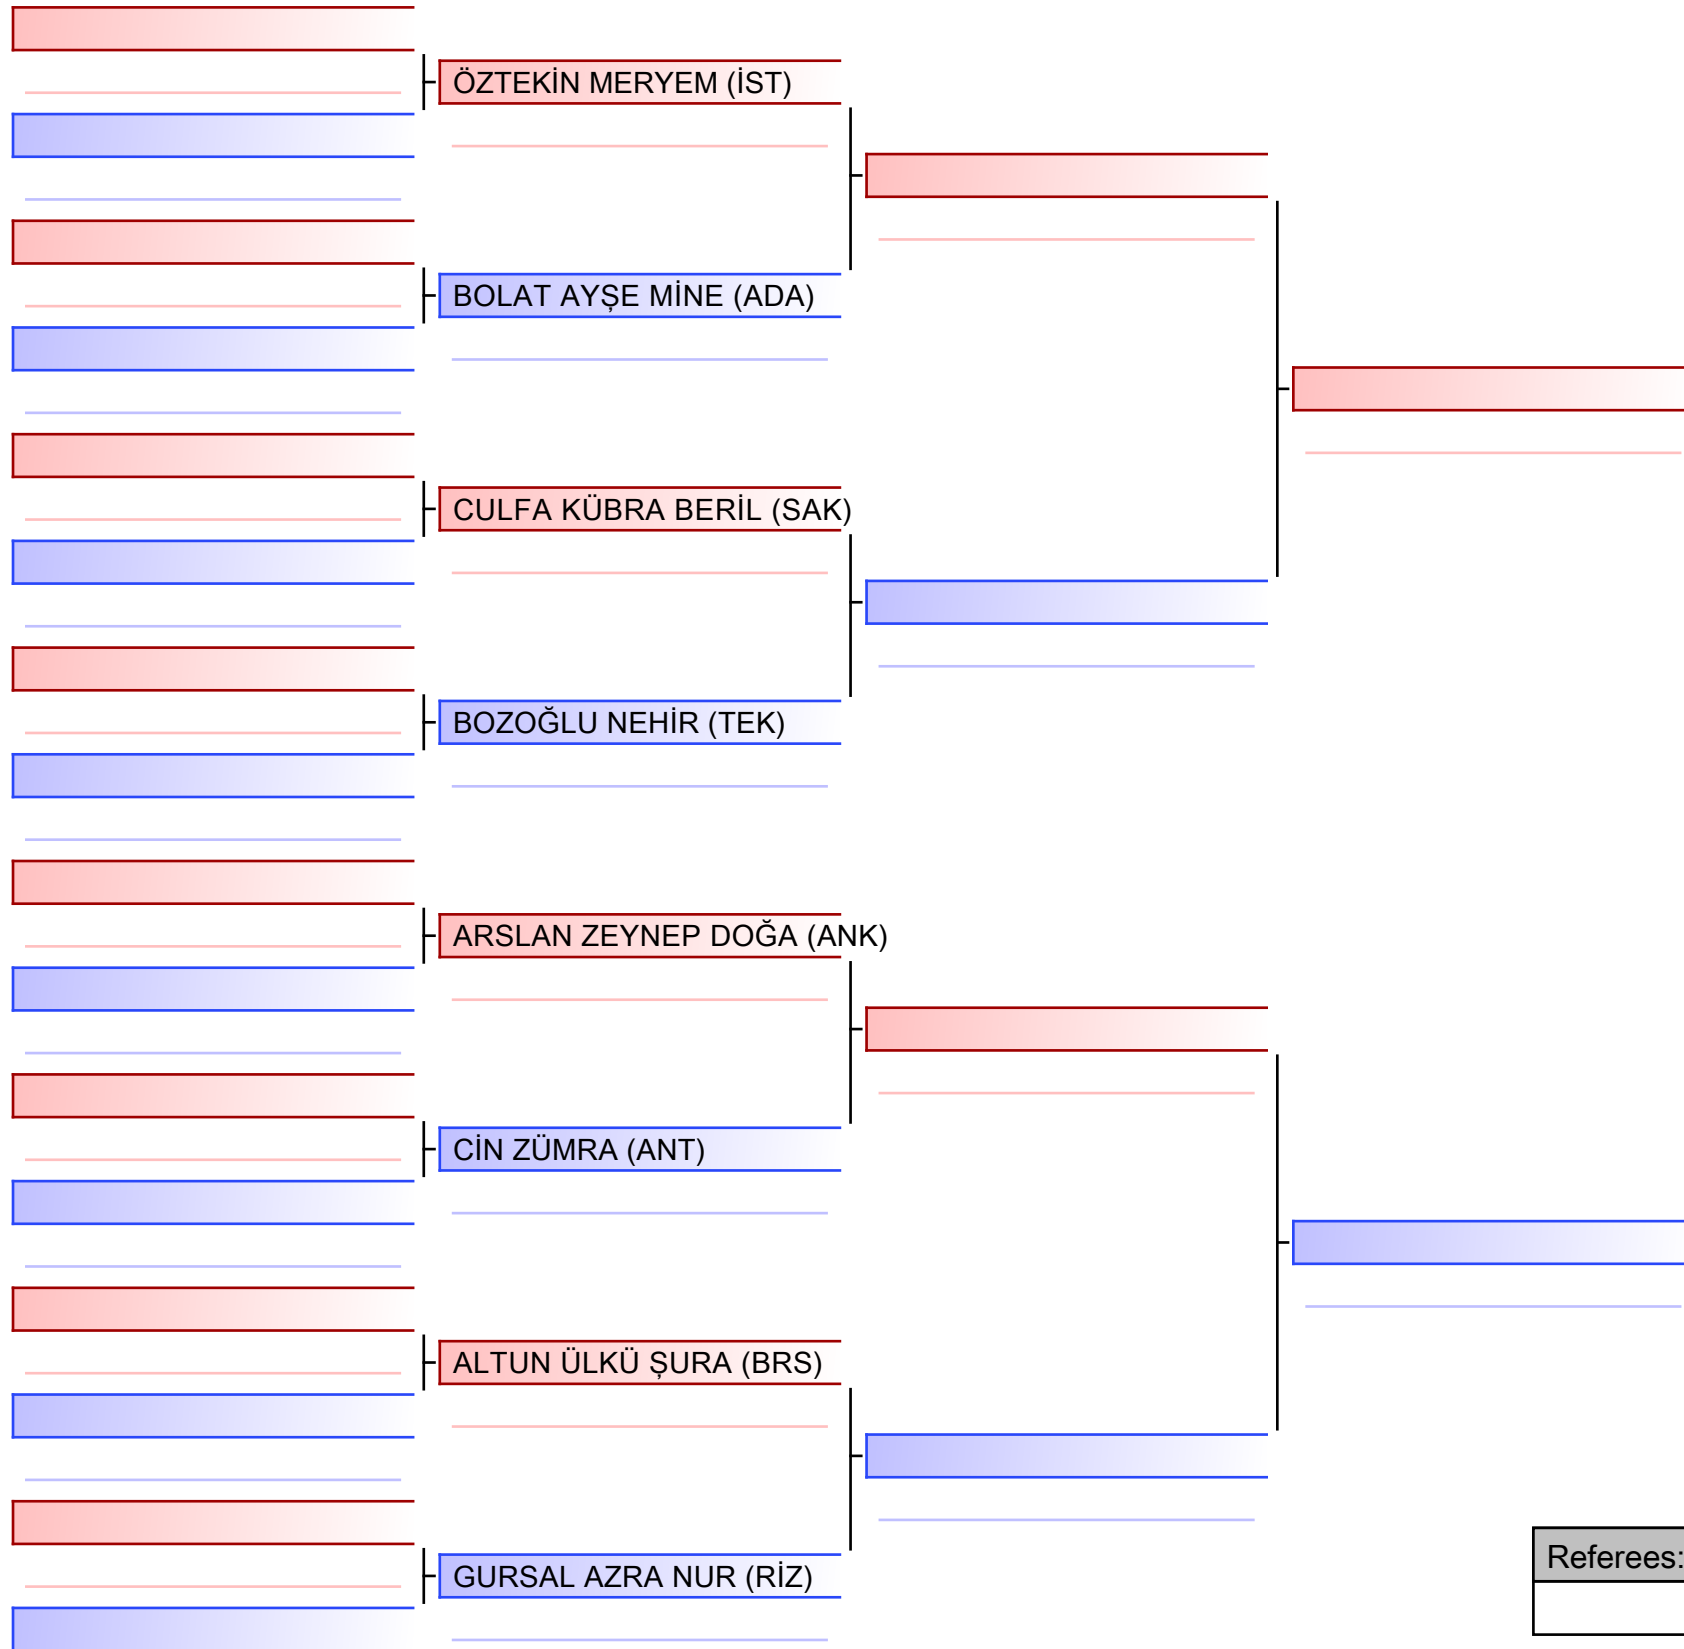 ÖZTEKİN MERYEM (İST)
BOLAT AYŞE MİNE (ADA)
CULFA KÜBRA BERİL (SAK)
BOZOĞLU NEHİR (TEK)
ARSLAN ZEYNEP DOĞA (ANK)
CİN ZÜMRA (ANT)
ALTUN ÜLKÜ ŞURA (BRS)
GURSAL AZRA NUR (RİZ)
Referees: